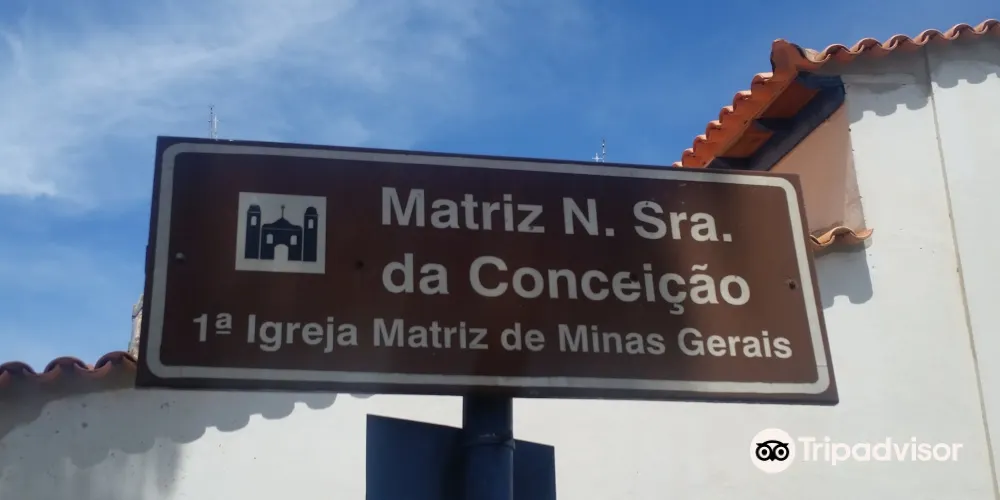 Matriz N. Sra.
da Conceição
1ª Igreja Matriz de Minas Gerais
Tripadvisor